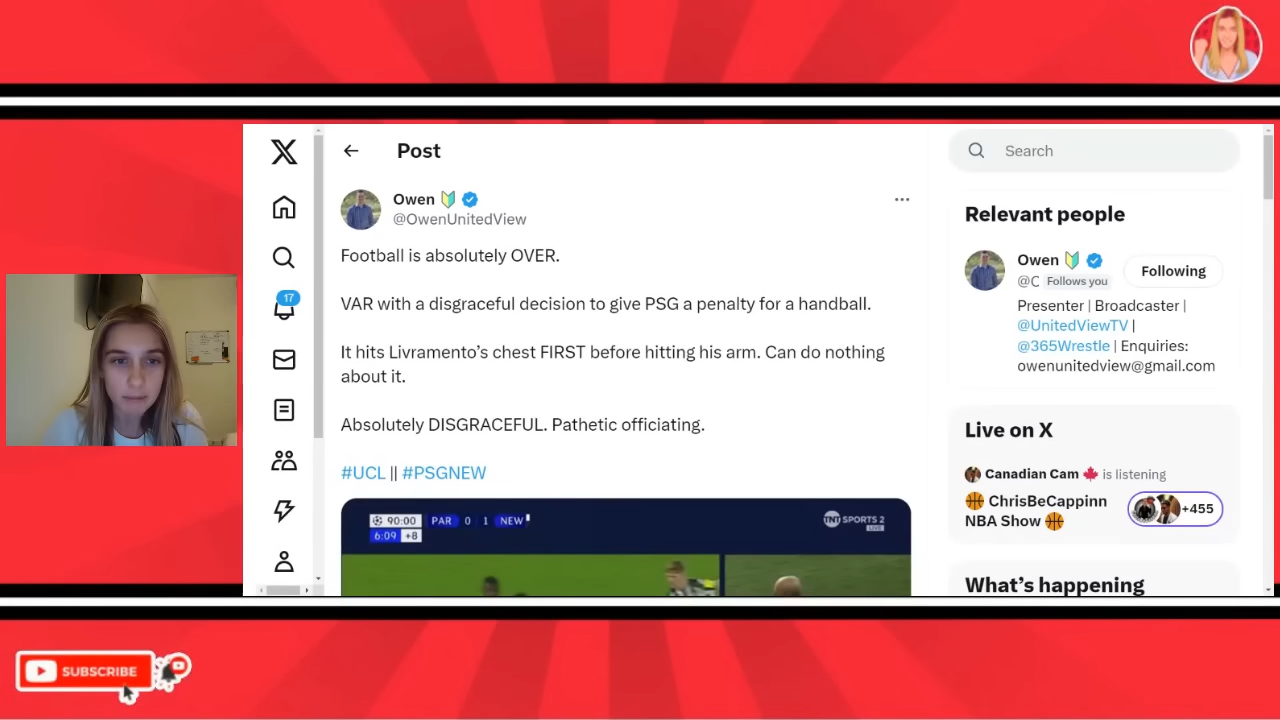 Post
Search
Owen
@OwenUnitedView
Football is absolutely OVER.
VAR with a disgraceful decision to give PSG a penalty for a handball.
It hits Livramento’s chest FIRST before hitting his arm. Can do nothing
about it.
Absolutely DISGRACEFUL. Pathetic officiating.
#UCL || #PSGNEW
90:00 PAR 0 1 NEW
6:09 +8
TNT SPORTS 2
LIVE
17
Relevant people
Owen
@C Follows you
Following
Presenter | Broadcaster |
@UnitedViewTV |
@365Wrestle | Enquiries:
owenunitedview@gmail.com
Live on X
Canadian Cam is listening
ChrisBeCappinn
NBA Show
+455
What’s happening
SUBSCRIBE